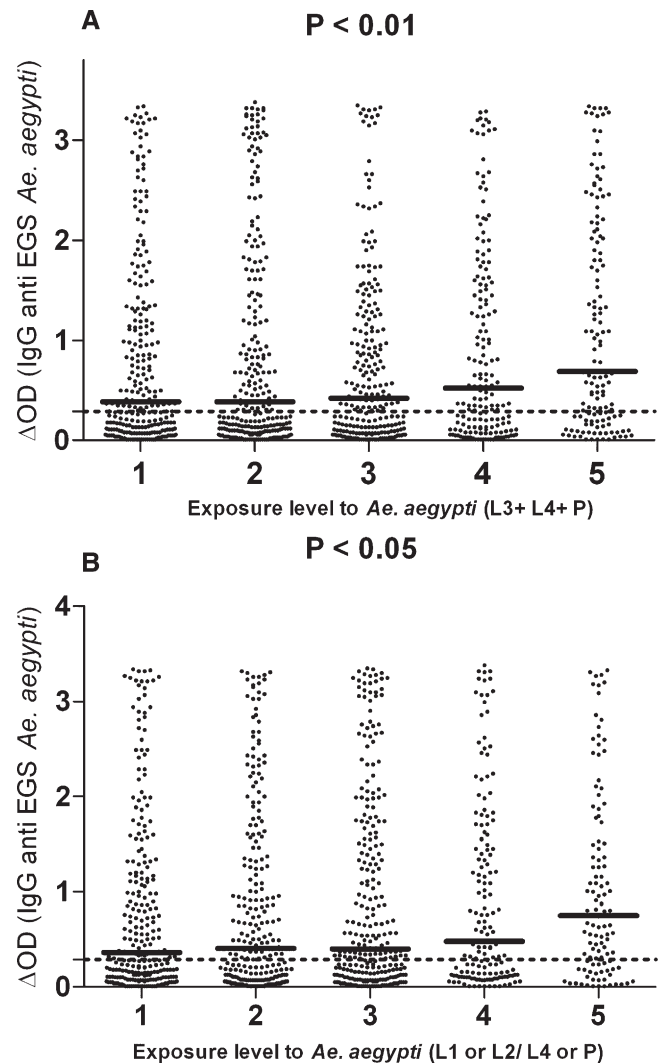 A
P < 0.01
ΔOD (IgG anti EGS Ae. aegypti)
3
2
1
0
1 2 3 4 5
Exposure level to Ae. aegypti (L3+ L4+ P)
B
P < 0.05
ΔOD (IgG anti EGS Ae. aegypti)
4
3
2
1
0
1 2 3 4 5
Exposure level to Ae. aegypti (L1 or L2/ L4 or P)